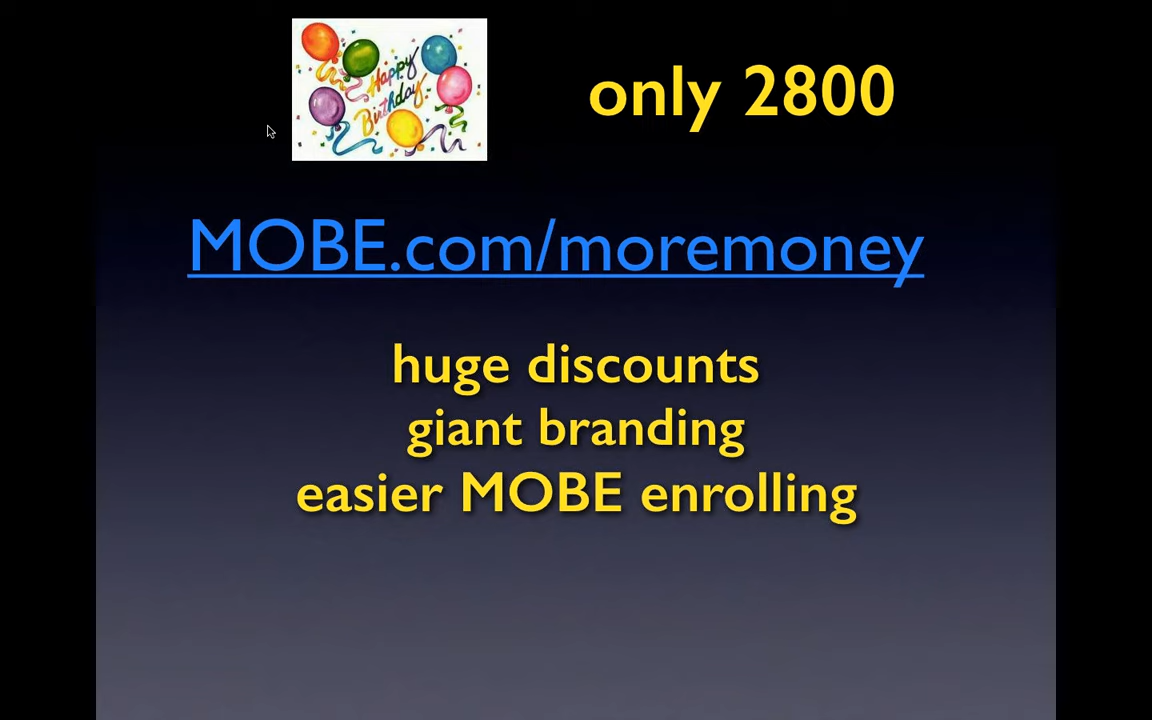 Happy
Birthday
only 2800
MOBE.com/moremoney
huge discounts
giant branding
easier MOBE enrolling